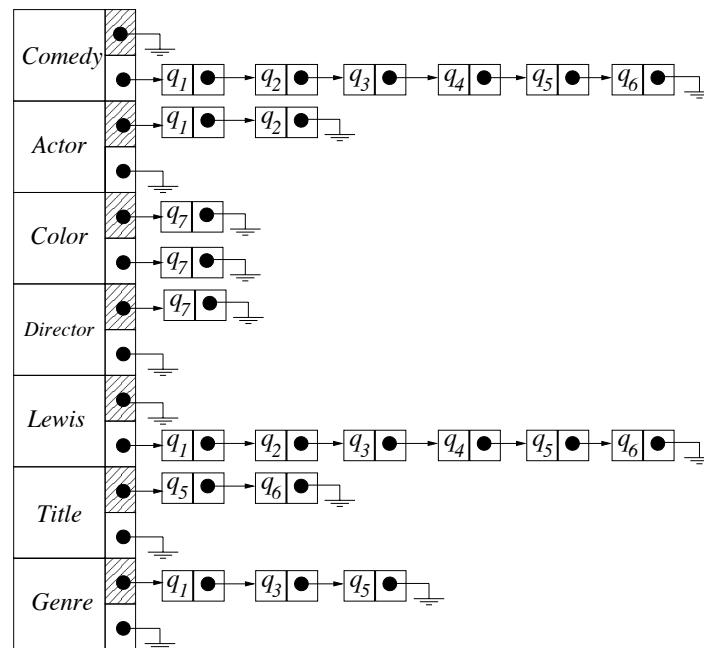 Comedy
q1 q2 q3 q4 q5 q6
q1 q2
Actor
q7
Color
q7
q7
Director
Lewis
q1 q2 q3 q4 q5 q6
q5 q6
Title
q1 q3 q5
Genre